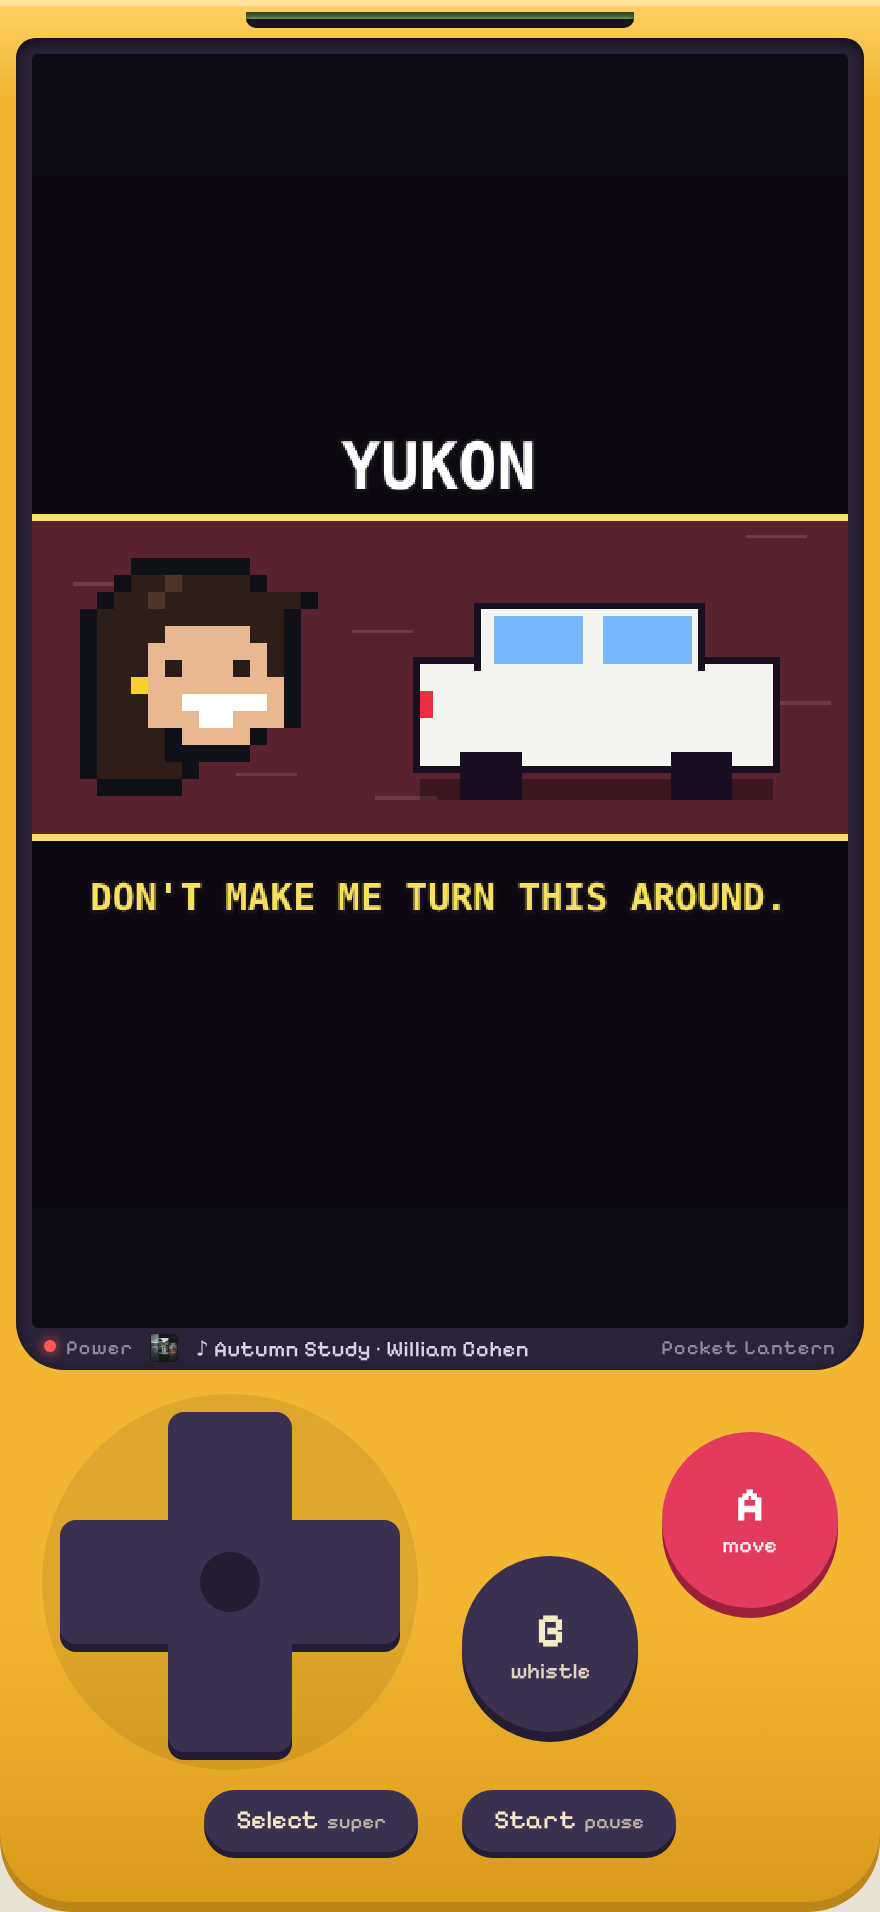 YUKON
DON'T MAKE ME TURN THIS AROUND.
Power
♪ Autumn Study · William Cohen
Pocket Lantern
A
move
B
whistle
Select super
Start pause